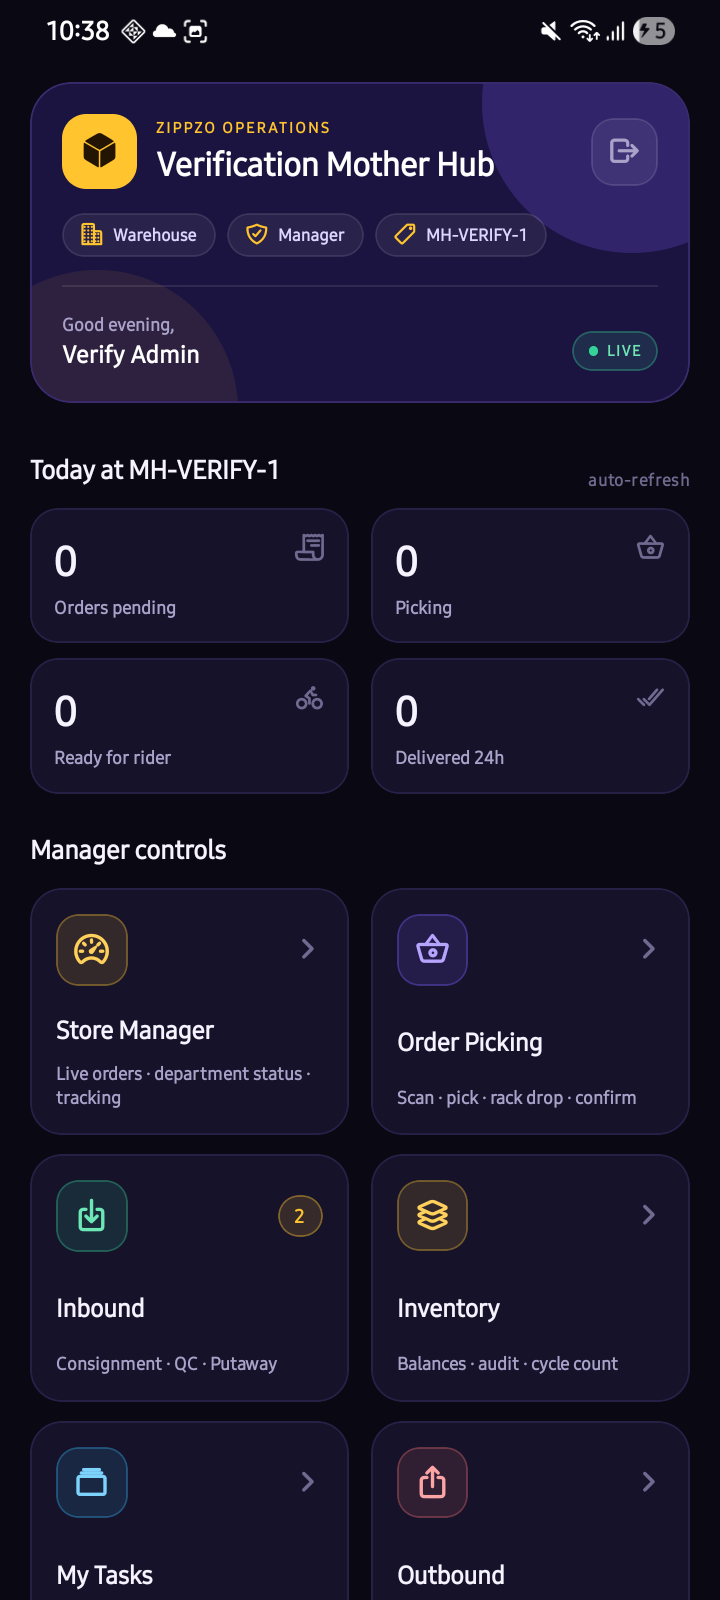 10:38
5
ZIPPZO OPERATIONS
Verification Mother Hub
Warehouse
Manager
MH-VERIFY-1
Good evening,
Verify Admin
LIVE
Today at MH-VERIFY-1
auto-refresh
0
Orders pending
0
Picking
0
Ready for rider
0
Delivered 24h
Manager controls
Store Manager
Live orders · department status ·
tracking
Order Picking
Scan · pick · rack drop · confirm
2
Inbound
Consignment · QC · Putaway
Inventory
Balances · audit · cycle count
My Tasks
Outbound